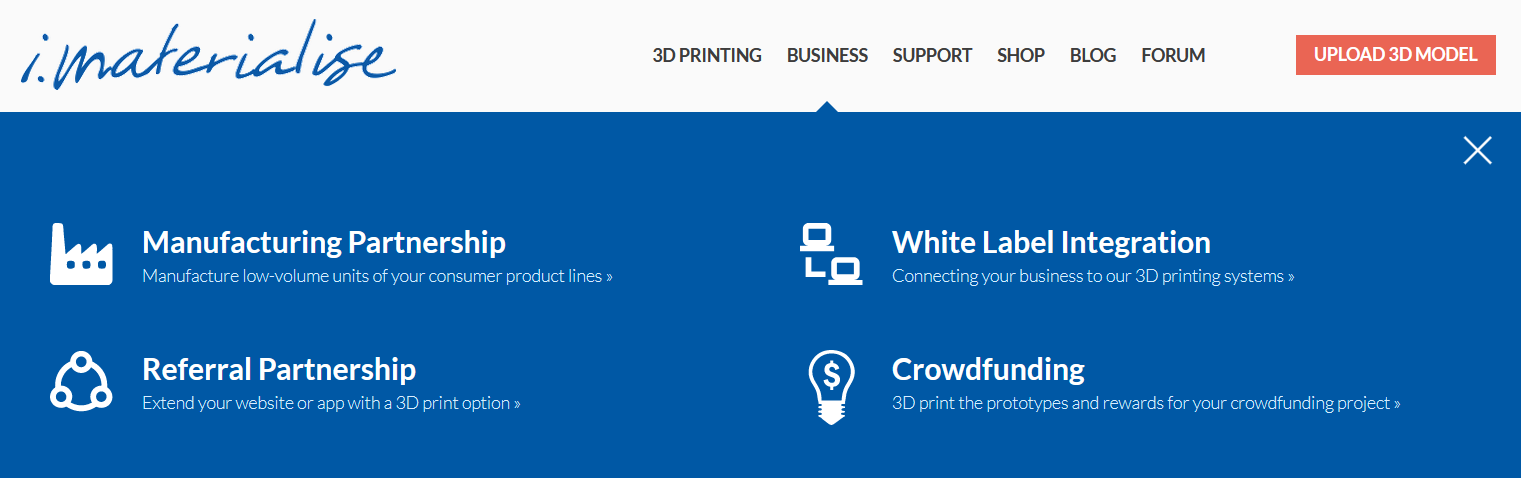 i.materialise
3D PRINTING BUSINESS SUPPORT SHOP BLOG FORUM UPLOAD 3D MODEL
Manufacturing Partnership
Manufacture low-volume units of your consumer product lines »
White Label Integration
Connecting your business to our 3D printing systems »
Referral Partnership
Extend your website or app with a 3D print option »
Crowdfunding
3D print the prototypes and rewards for your crowdfunding project »